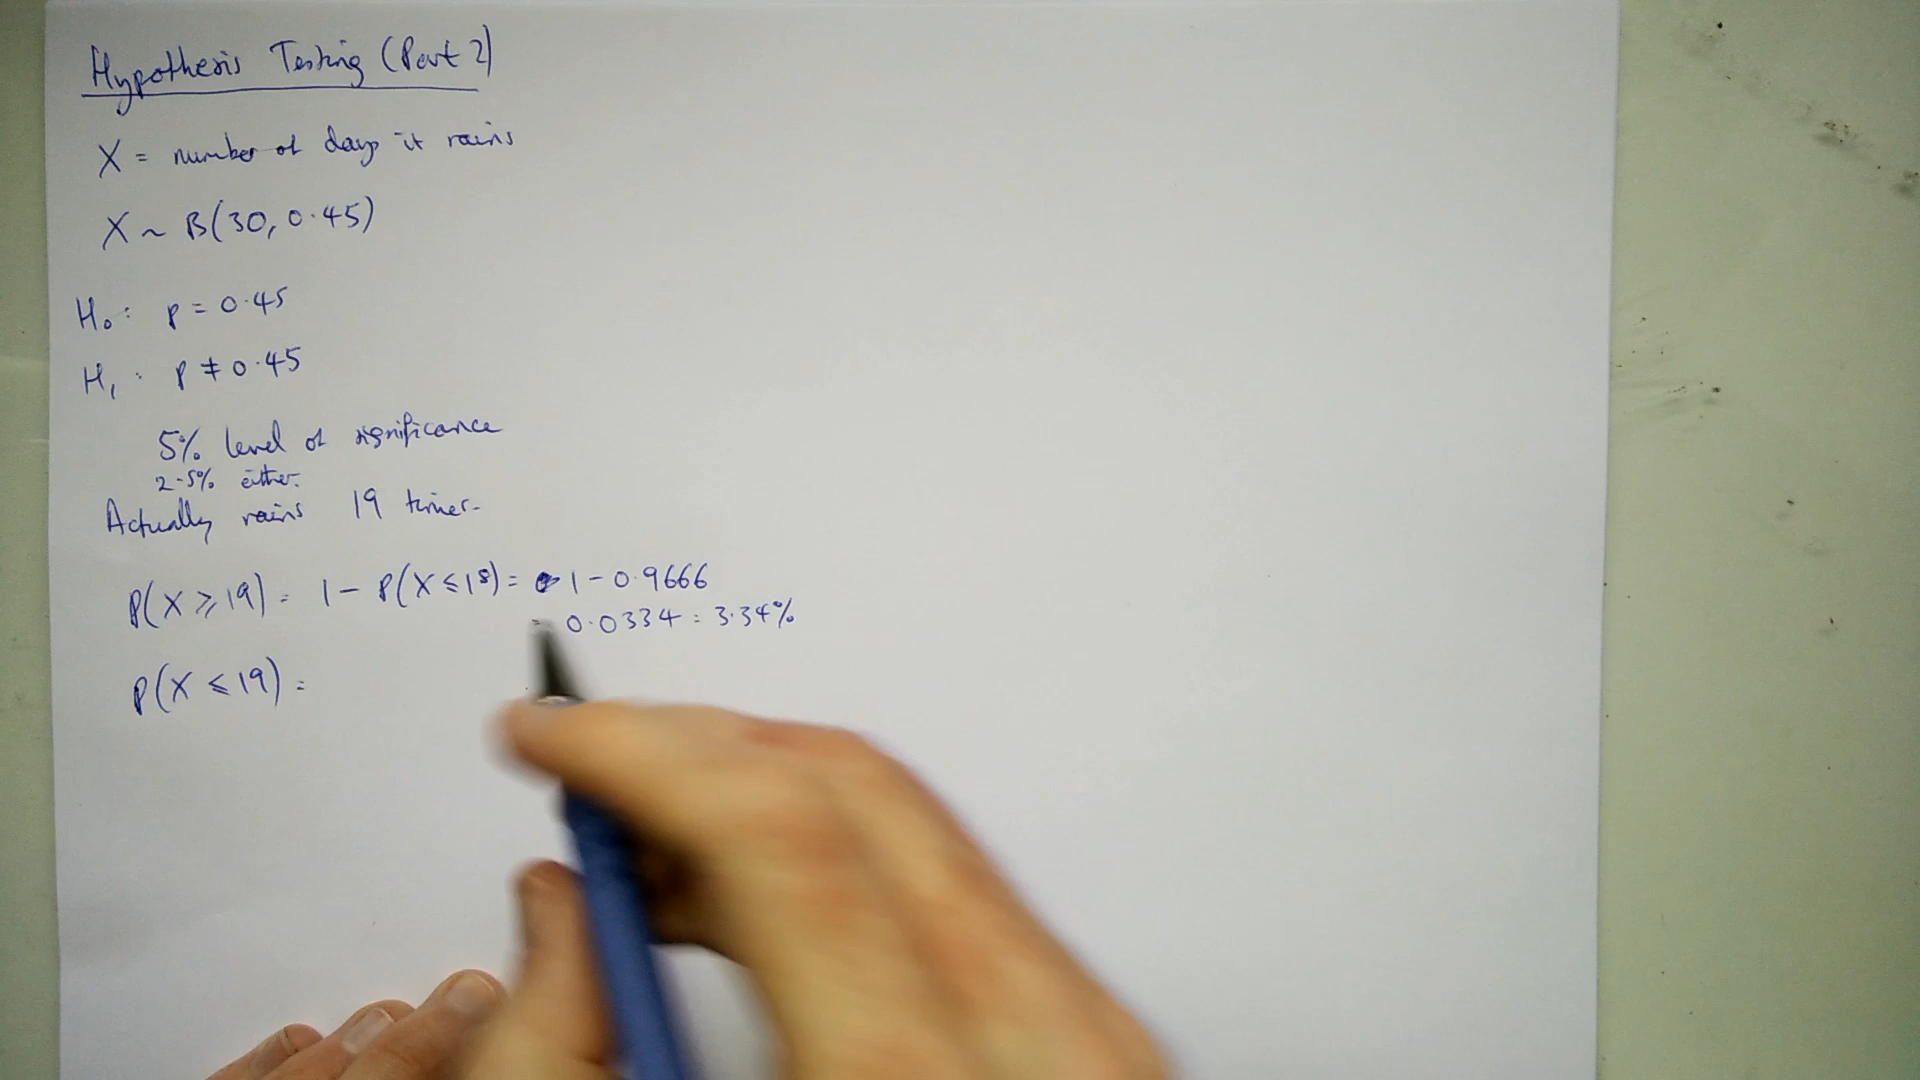 Hypothesis Testing (Part 2)
X = number of days it rains
X ~ B(30, 0.45)
H₀: p = 0.45
H₁: p ≠ 0.45
5% level of significance
2.5% either.
Actually rains 19 times.
P(X ≥ 19) = 1 - P(X ≤ 18) = 1 - 0.9666
= 0.0334 = 3.34%
P(X ≤ 19) =